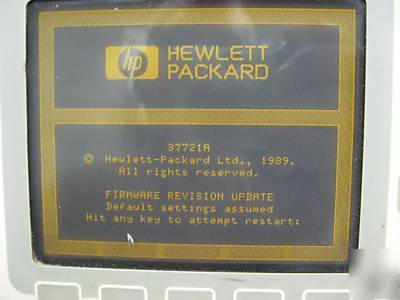 hp HEWLETT
PACKARD
37721A
© Hewlett-Packard Ltd., 1989.
All rights reserved.
FIRMWARE REVISION UPDATE
Default settings assumed
Hit any key to attempt restart: